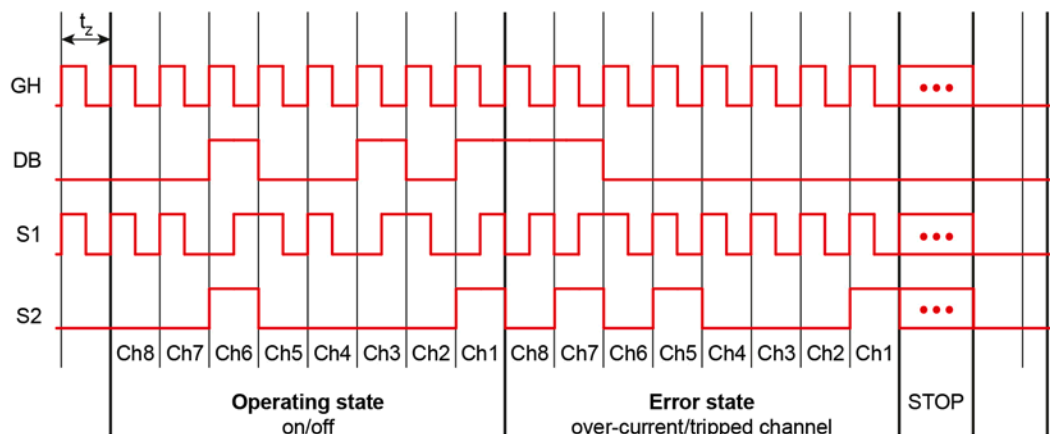 t_z
GH
DB
S1
S2
Ch8 Ch7 Ch6 Ch5 Ch4 Ch3 Ch2 Ch1 Ch8 Ch7 Ch6 Ch5 Ch4 Ch3 Ch2 Ch1
Operating state Error state STOP
on/off over-current/tripped channel